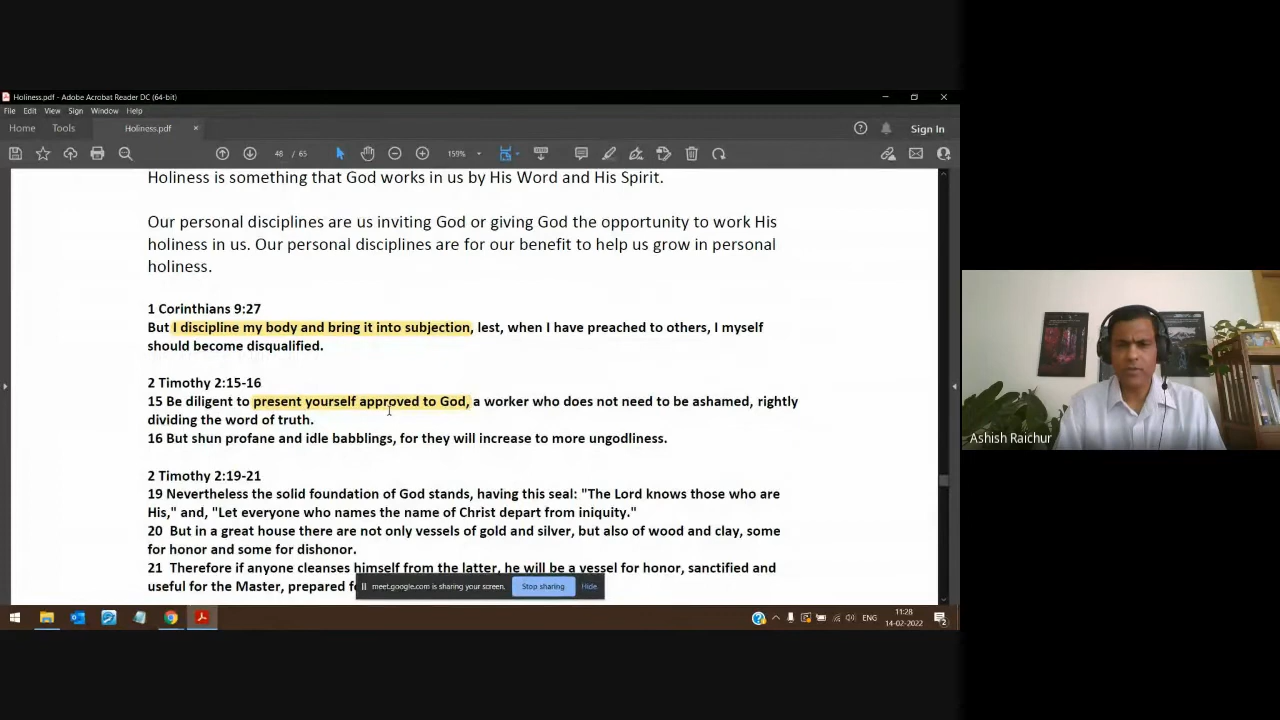 Holiness.pdf - Adobe Acrobat Reader DC (64-bit)
File Edit View Sign Window Help
Home Tools Holiness.pdf × Sign In
48 / 65 159%
Holiness is something that God works in us by His Word and His Spirit.
Our personal disciplines are us inviting God or giving God the opportunity to work His
holiness in us. Our personal disciplines are for our benefit to help us grow in personal
holiness.
1 Corinthians 9:27
But I discipline my body and bring it into subjection, lest, when I have preached to others, I myself
should become disqualified.
2 Timothy 2:15-16
15 Be diligent to present yourself approved to God, a worker who does not need to be ashamed, rightly
dividing the word of truth.
16 But shun profane and idle babblings, for they will increase to more ungodliness.
2 Timothy 2:19-21
19 Nevertheless the solid foundation of God stands, having this seal: "The Lord knows those who are
His," and, "Let everyone who names the name of Christ depart from iniquity."
20 But in a great house there are not only vessels of gold and silver, but also of wood and clay, some
for honor and some for dishonor.
21 Therefore if anyone cleanses himself from the latter, he will be a vessel for honor, sanctified and
useful for the Master, prepared f
meet.google.com is sharing your screen. Stop sharing Hide
Ashish Raichur
ENG
11:28
14-02-2022
2